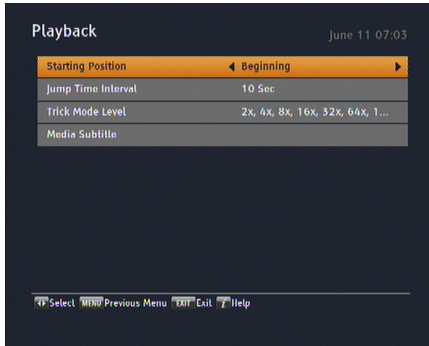 Playback
June 11 07:03
Starting Position Beginning
Jump Time Interval 10 Sec
Trick Mode Level 2x, 4x, 8x, 16x, 32x, 64x, 1...
Media Subtitle
Select MENU Previous Menu EXIT Exit i Help